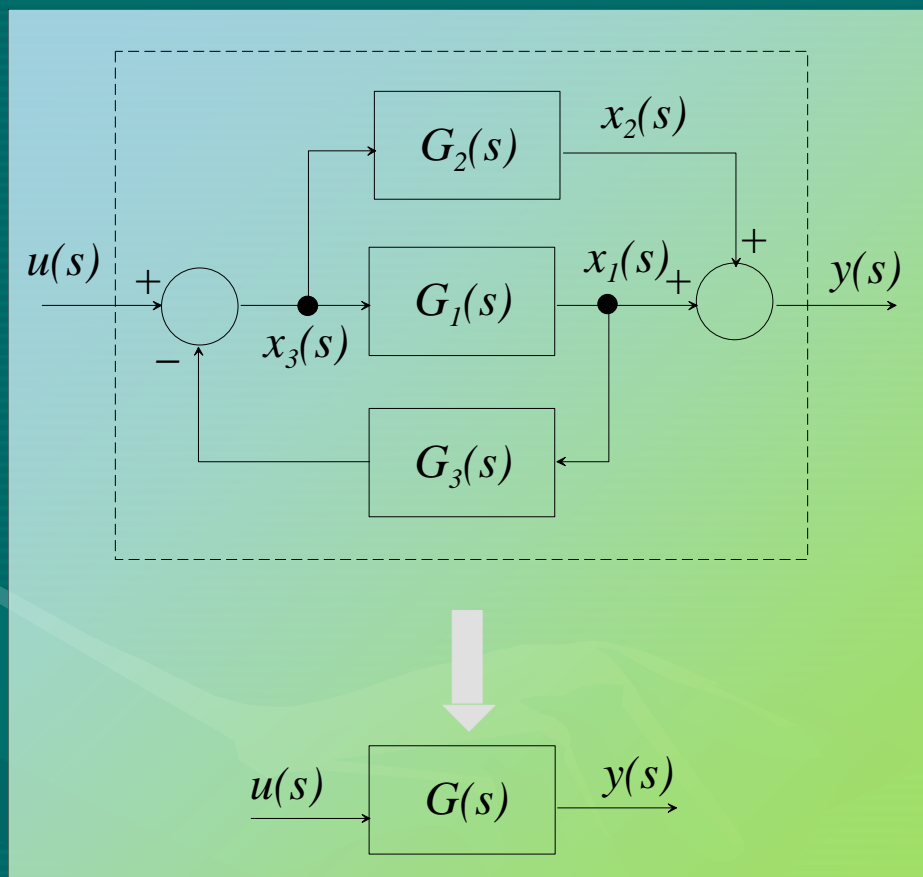 G₂(s)
x₂(s)
u(s)
+
−
x₃(s)
G₁(s)
x₁(s)
+
+
y(s)
G₃(s)
u(s)
G(s)
y(s)